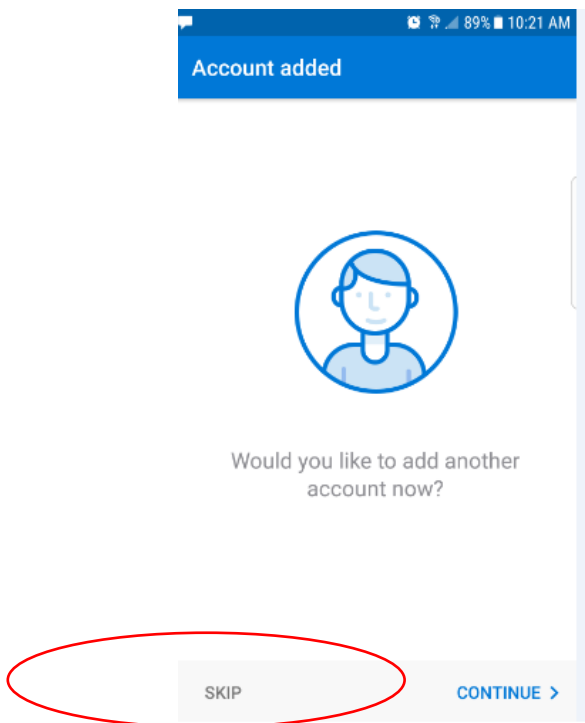 89% 10:21 AM
Account added
Would you like to add another
account now?
SKIP CONTINUE >